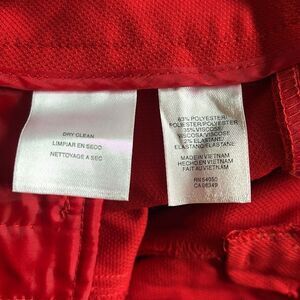 DRY CLEAN
LIMPIAR EN SECO
NETTOYAGE A SEC
63% POLYESTER/
POLIESTER/POLYESTER
35% VISCOSE/
VISCOSA/VISCOSE
2% ELASTANE/
ELASTANO/ELASTANE
MADE IN VIETNAM
HECHO EN VIETNAM
FAIT AU VIETNAM
RN 54050
CA 06349